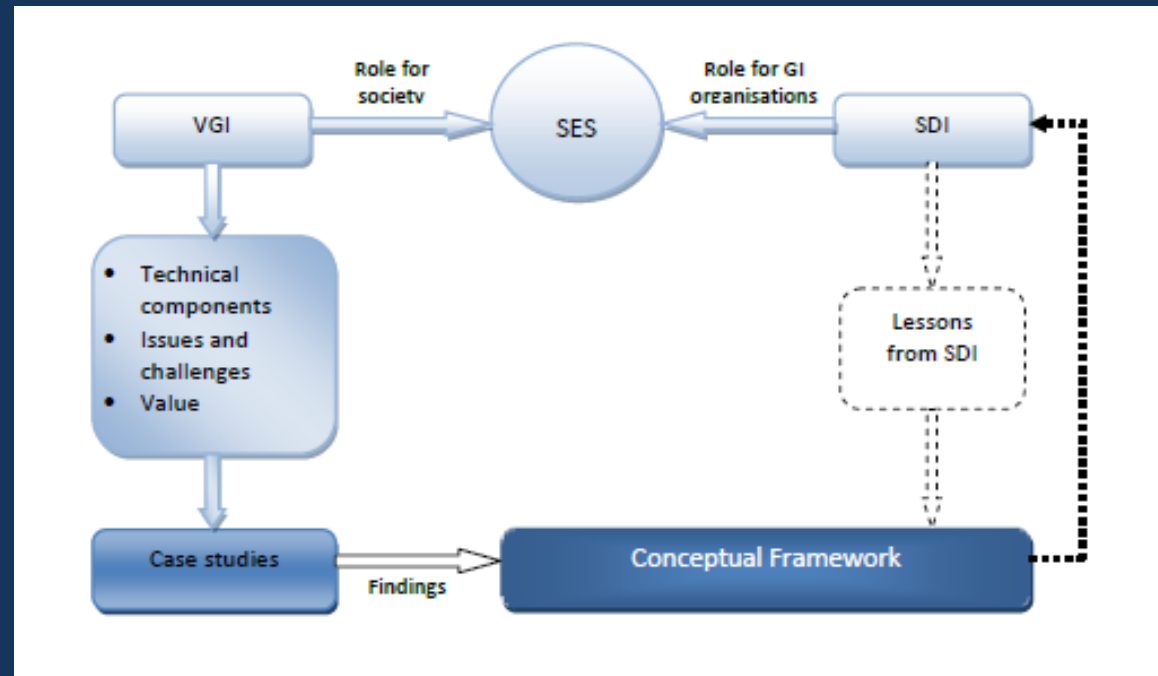 Role for
society
Role for GI
organisations
VGI
SES
SDI
• Technical
components
• Issues and
challenges
• Value
Lessons
from SDI
Case studies
Findings
Conceptual Framework